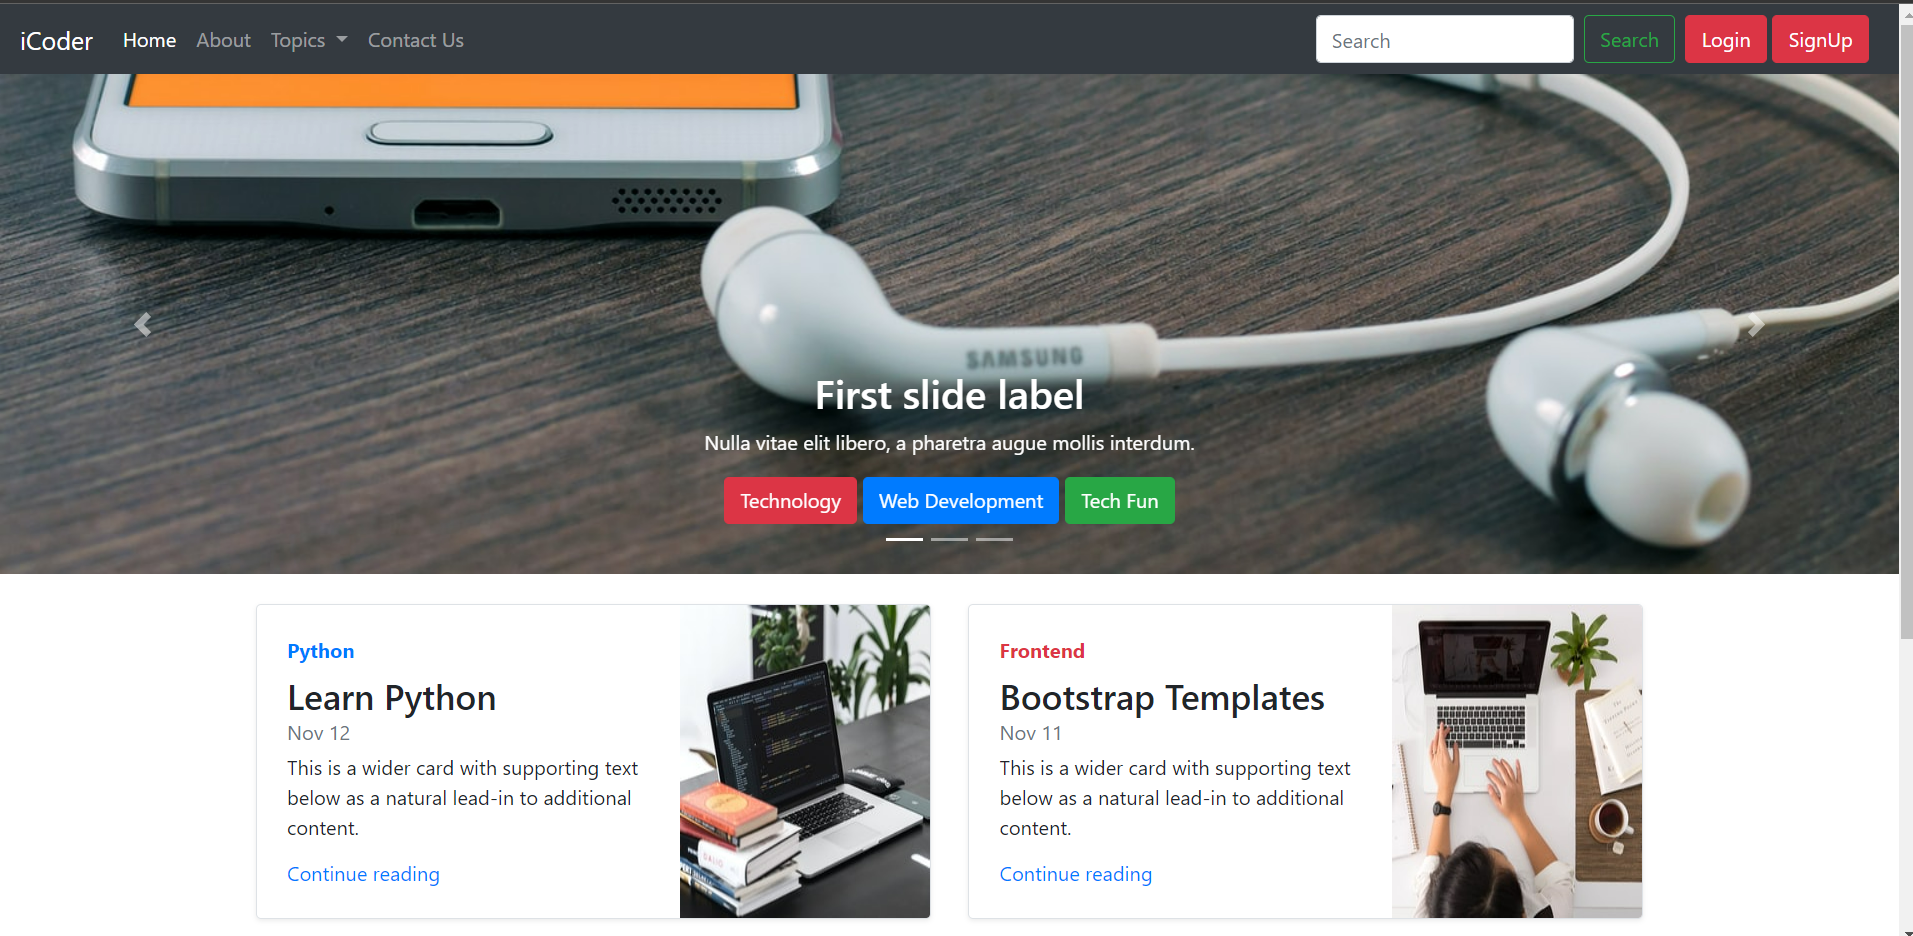 iCoder Home About Topics Contact Us Search Search Login SignUp
SAMSUNG
First slide label
Nulla vitae elit libero, a pharetra augue mollis interdum.
Technology Web Development Tech Fun
Python
Learn Python
Nov 12
This is a wider card with supporting text
below as a natural lead-in to additional
content.
Continue reading
Frontend
Bootstrap Templates
Nov 11
This is a wider card with supporting text
below as a natural lead-in to additional
content.
Continue reading